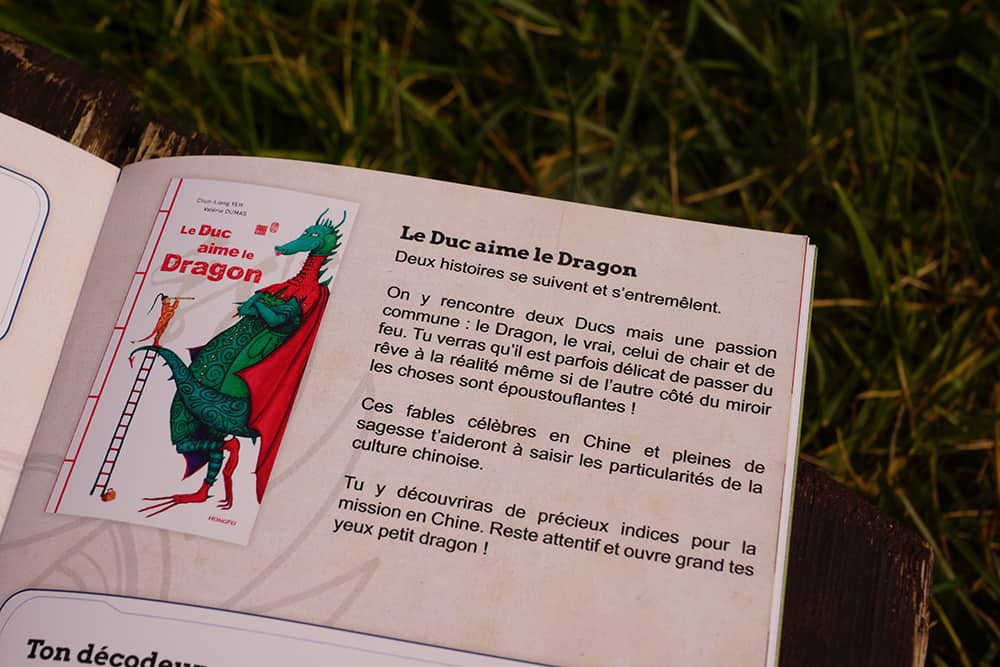 Chun-Liang YEH
Valérie DUMAS
Le Duc
aime le
Dragon
HONGFEI
Le Duc aime le Dragon
Deux histoires se suivent et s'entremêlent.
On y rencontre deux Ducs mais une passion
commune : le Dragon, le vrai, celui de chair et de
feu. Tu verras qu'il est parfois délicat de passer du
rêve à la réalité même si de l'autre côté du miroir
les choses sont époustouflantes !
Ces fables célèbres en Chine et pleines de
sagesse t'aideront à saisir les particularités de la
culture chinoise.
Tu y découvriras de précieux indices pour la
mission en Chine. Reste attentif et ouvre grand tes
yeux petit dragon !
Ton décodeur